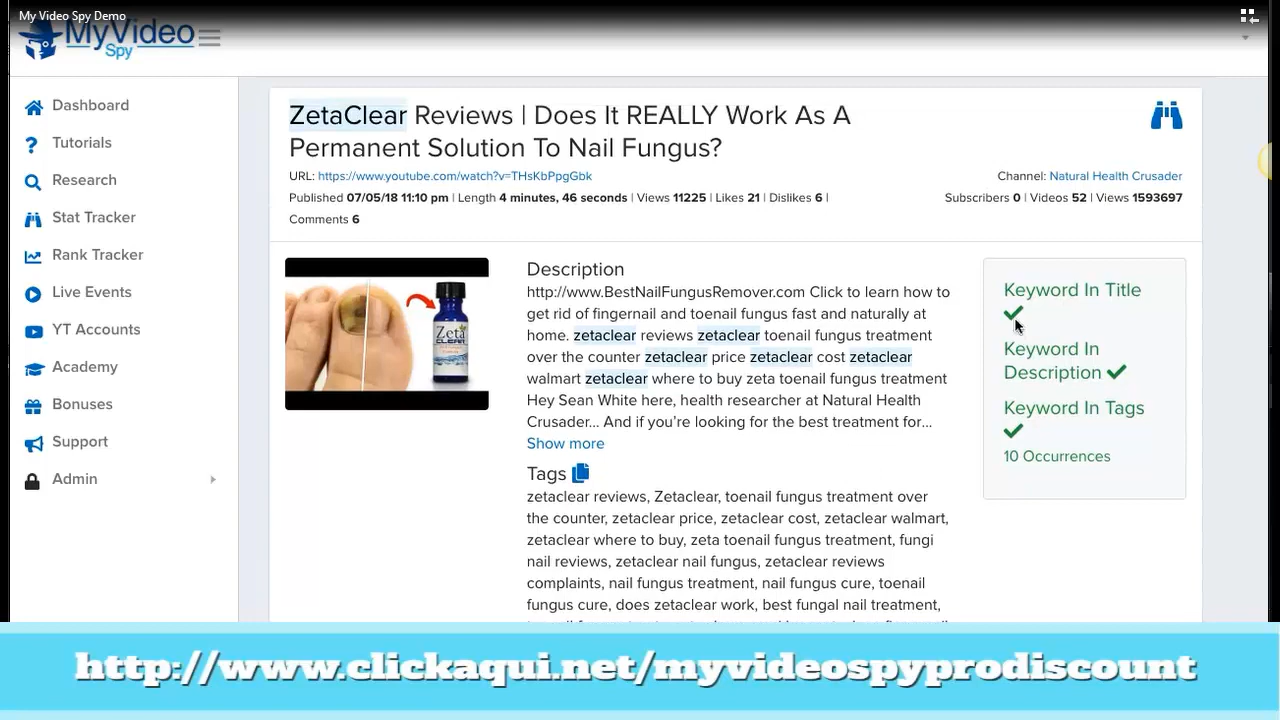 My Video Spy Demo
MyVideo
Spy
Dashboard
Tutorials
Research
Stat Tracker
Rank Tracker
Live Events
YT Accounts
Academy
Bonuses
Support
Admin
ZetaClear Reviews | Does It REALLY Work As A
Permanent Solution To Nail Fungus?
URL: https://www.youtube.com/watch?v=THsKbPpgGbk
Channel: Natural Health Crusader
Published 07/05/18 11:10 pm | Length 4 minutes, 46 seconds | Views 11225 | Likes 21 | Dislikes 6 |
Comments 6
Subscribers 0 | Videos 52 | Views 1593697
Zeta
CLEAR
Description
http://www.BestNailFungusRemover.com Click to learn how to
get rid of fingernail and toenail fungus fast and naturally at
home. zetaclear reviews zetaclear toenail fungus treatment
over the counter zetaclear price zetaclear cost zetaclear
walmart zetaclear where to buy zeta toenail fungus treatment
Hey Sean White here, health researcher at Natural Health
Crusader... And if you're looking for the best treatment for...
Show more
Tags
zetaclear reviews, Zetaclear, toenail fungus treatment over
the counter, zetaclear price, zetaclear cost, zetaclear walmart,
zetaclear where to buy, zeta toenail fungus treatment, fungi
nail reviews, zetaclear nail fungus, zetaclear reviews
complaints, nail fungus treatment, nail fungus cure, toenail
fungus cure, does zetaclear work, best fungal nail treatment,
Keyword In Title
Keyword In
Description
Keyword In Tags
10 Occurrences
http://www.clickaqui.net/myvideospyprodiscount